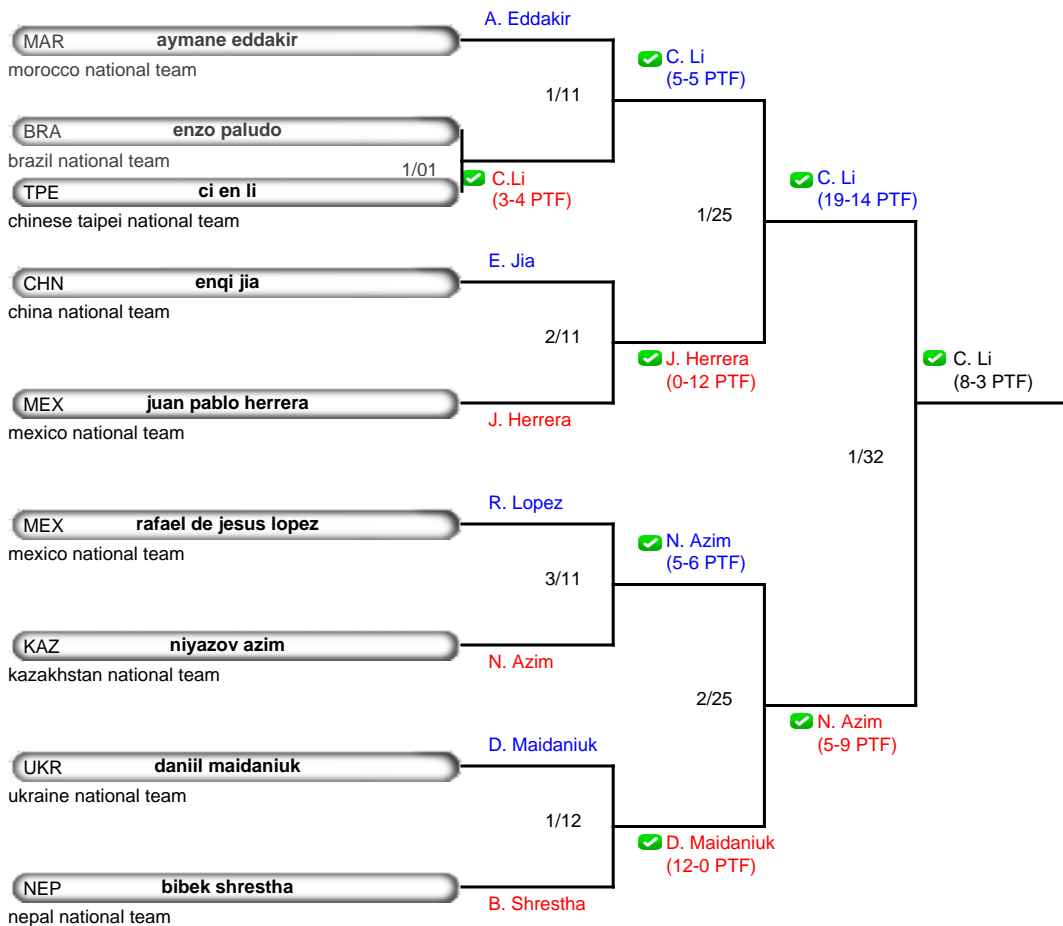 A. Eddakir
MAR aymane eddakir
morocco national team
C. Li
(5-5 PTF)
1/11
BRA enzo paludo
brazil national team
1/01
C.Li
(3-4 PTF)
TPE ci en li
chinese taipei national team
C. Li
(19-14 PTF)
1/25
E. Jia
CHN enqi jia
china national team
2/11
J. Herrera
(0-12 PTF)
MEX juan pablo herrera
mexico national team
J. Herrera
C. Li
(8-3 PTF)
1/32
R. Lopez
MEX rafael de jesus lopez
mexico national team
N. Azim
(5-6 PTF)
3/11
KAZ niyazov azim
kazakhstan national team
N. Azim
2/25
N. Azim
(5-9 PTF)
D. Maidaniuk
UKR daniil maidaniuk
ukraine national team
1/12
D. Maidaniuk
(12-0 PTF)
NEP bibek shrestha
nepal national team
B. Shrestha